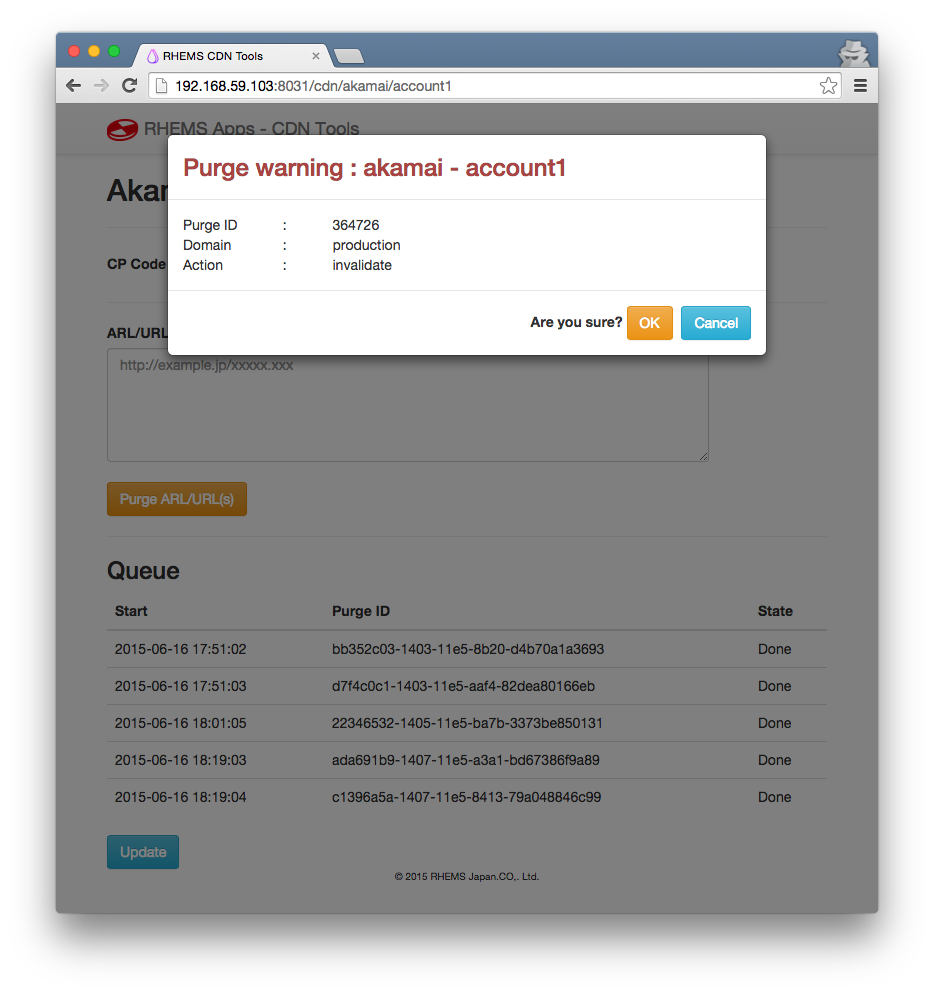 RHEMS CDN Tools
192.168.59.103:8031/cdn/akamai/account1
RHEMS Apps - CDN Tools
Purge warning : akamai - account1
Akar
Purge ID : 364726
Domain : production
Action : invalidate
CP Code
Are you sure? OK Cancel
ARL/URL
http://example.jp/xxxxx.xxx
Purge ARL/URL(s)
Queue
Start Purge ID State
2015-06-16 17:51:02 bb352c03-1403-11e5-8b20-d4b70a1a3693 Done
2015-06-16 17:51:03 d7f4c0c1-1403-11e5-aaf4-82dea80166eb Done
2015-06-16 18:01:05 22346532-1405-11e5-ba7b-3373be850131 Done
2015-06-16 18:19:03 ada691b9-1407-11e5-a3a1-bd67386f9a89 Done
2015-06-16 18:19:04 c1396a5a-1407-11e5-8413-79a048846c99 Done
Update
© 2015 RHEMS Japan.CO,. Ltd.